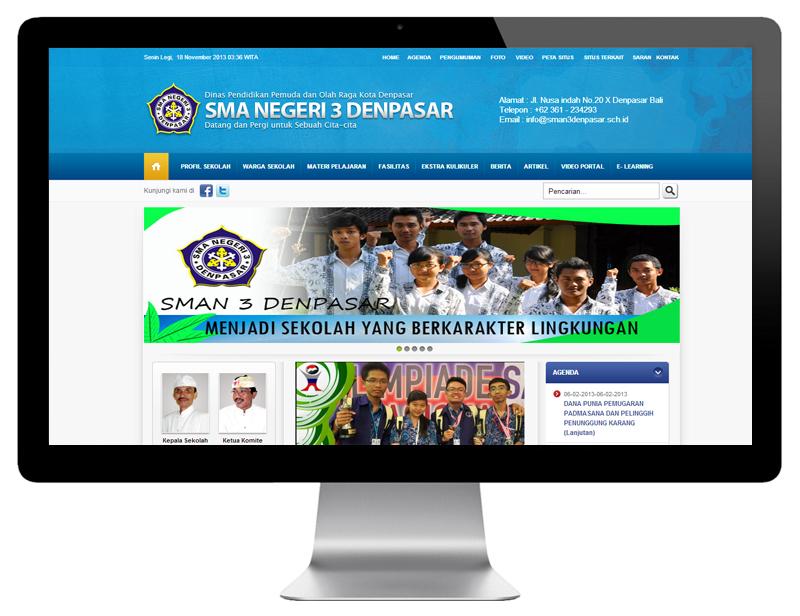 Senin Legi, 18 November 2013 03:36 WITA
HOME AGENDA PENGUMUMAN FOTO VIDEO PETA SITUS SITUS TERKAIT SARAN KONTAK
SMA NEGERI 3
DENPASAR
Dinas Pendidikan Pemuda dan Olah Raga Kota Denpasar
SMA NEGERI 3 DENPASAR
Datang dan Pergi untuk Sebuah Cita-cita
Alamat : Jl. Nusa indah No.20 X Denpasar Bali
Telepon : +62 361 - 234293
Email : info@sman3denpasar.sch.id
PROFIL SEKOLAH WARGA SEKOLAH MATERI PELAJARAN FASILITAS EKSTRA KULIKULER BERITA ARTIKEL VIDEO PORTAL E- LEARNING
Kunjungi kami di
Pencarian...
SMA NEGERI 3
DENPASAR
SMAN 3 DENPASAR
MENJADI SEKOLAH YANG BERKARAKTER LINGKUNGAN
Kepala Sekolah
Ketua Komite
AGENDA
06-02-2013-06-02-2013
DANA PUNIA PEMUGARAN
PADMASANA DAN PELINGGIH
PENUNGGUNG KARANG
(Lanjutan)